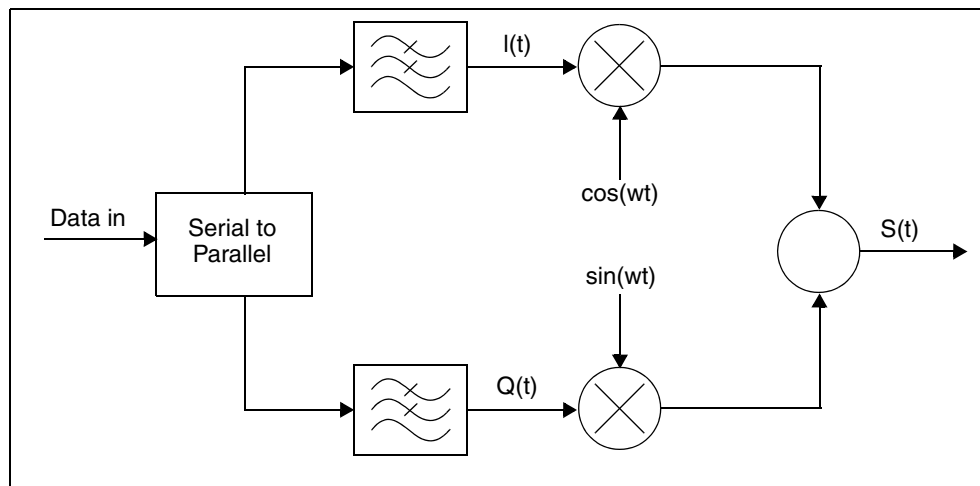 I(t)
cos(wt)
Data in
Serial to
Parallel
S(t)
sin(wt)
Q(t)